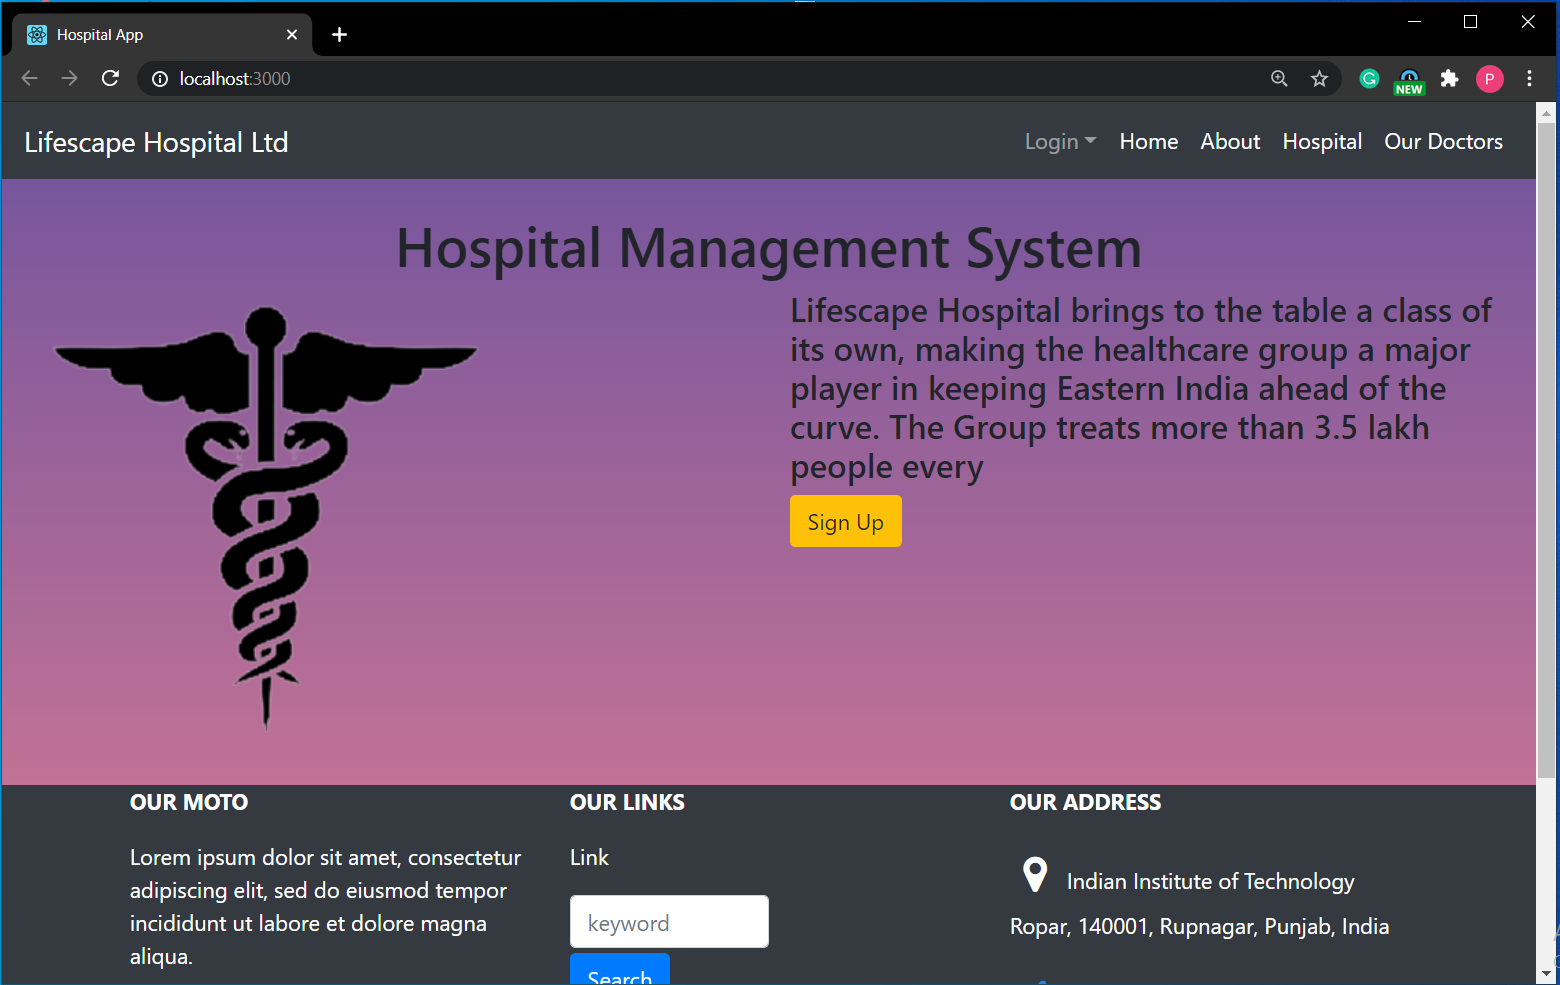 Hospital App
localhost:3000
NEW
P
Lifescape Hospital Ltd
Login Home About Hospital Our Doctors
Hospital Management System
Lifescape Hospital brings to the table a class of
its own, making the healthcare group a major
player in keeping Eastern India ahead of the
curve. The Group treats more than 3.5 lakh
people every
Sign Up
OUR MOTO
Lorem ipsum dolor sit amet, consectetur
adipiscing elit, sed do eiusmod tempor
incididunt ut labore et dolore magna
aliqua.
OUR LINKS
Link
keyword
Search
OUR ADDRESS
Indian Institute of Technology
Ropar, 140001, Rupnagar, Punjab, India